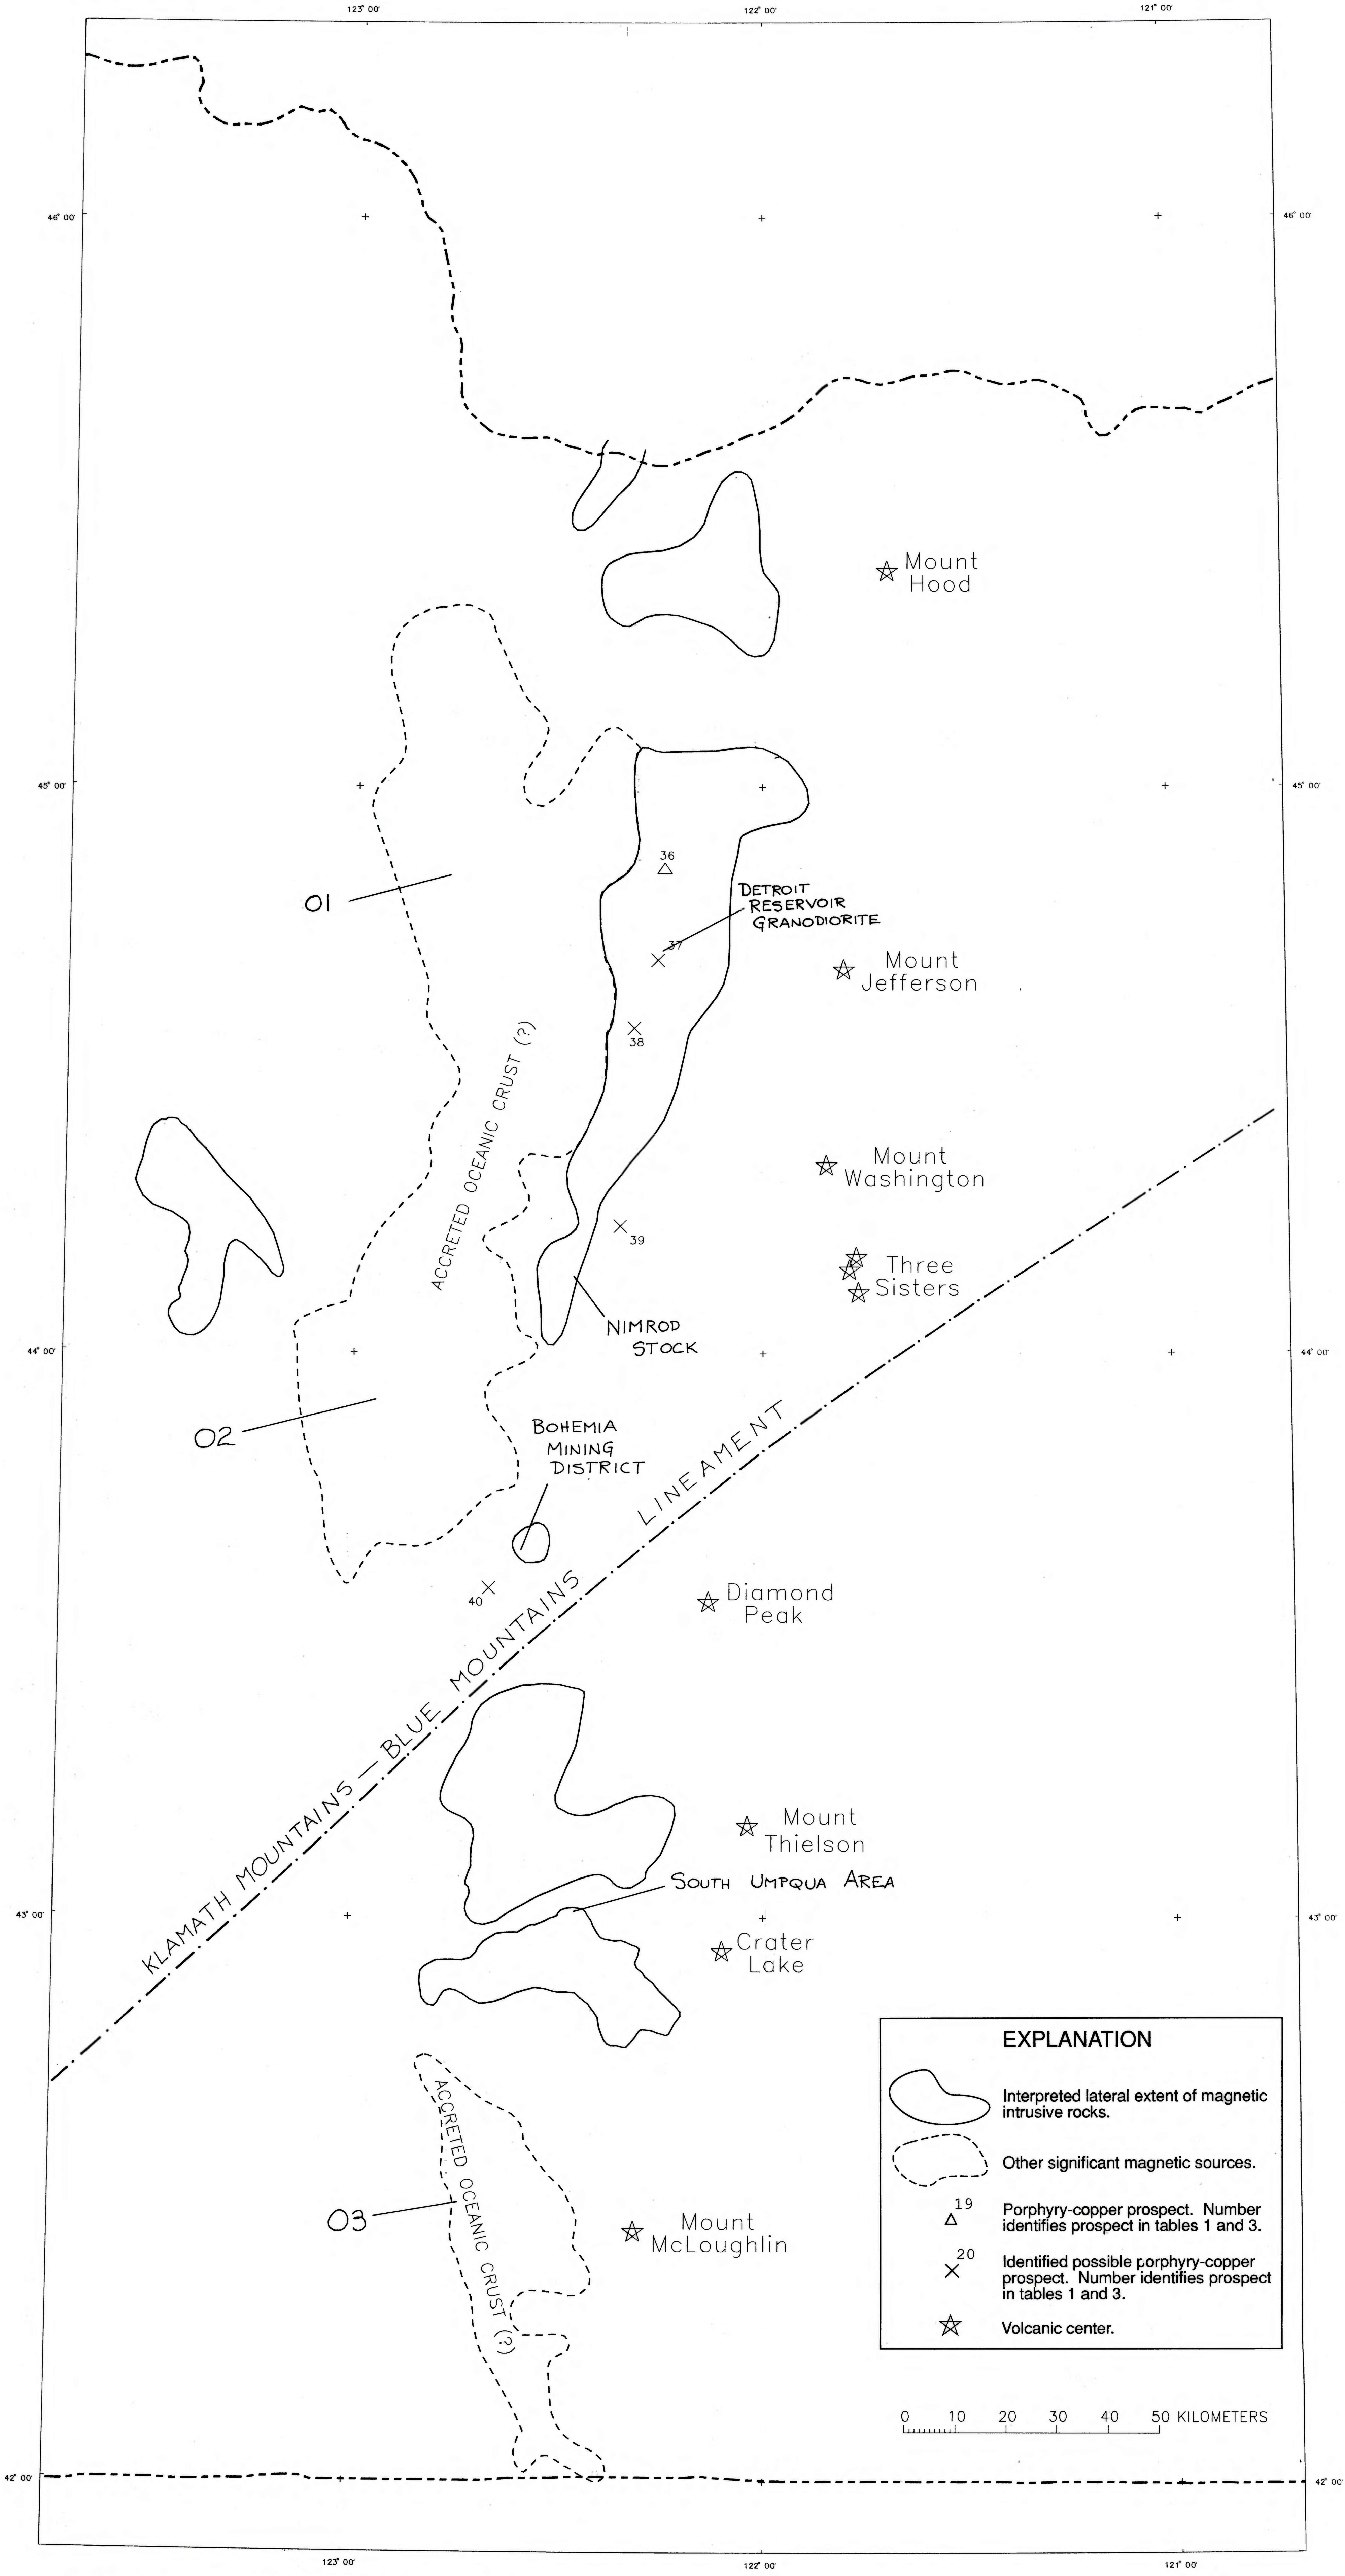 123° 00'
122° 00'
121° 00'
46° 00'
46° 00'
Mount
Hood
45° 00'
45° 00'
36
O1
DETROIT
RESERVOIR
GRANODIORITE
37
Mount
Jefferson
38
ACCRETED OCEANIC CRUST (?)
Mount
Washington
39
Three
Sisters
NIMROD
STOCK
44° 00'
44° 00'
O2
BOHEMIA
MINING
DISTRICT
KLAMATH MOUNTAINS — BLUE MOUNTAINS LINEAMENT
40
Diamond
Peak
Mount
Thielson
SOUTH UMPQUA AREA
43° 00'
43° 00'
Crater
Lake
ACCRETED OCEANIC CRUST (?)
O3
Mount
McLoughlin
EXPLANATION
Interpreted lateral extent of magnetic
intrusive rocks.
Other significant magnetic sources.
19
Porphyry-copper prospect. Number
identifies prospect in tables 1 and 3.
20
Identified possible porphyry-copper
prospect. Number identifies prospect
in tables 1 and 3.
Volcanic center.
0 10 20 30 40 50 KILOMETERS
42° 00'
42° 00'
123° 00'
122° 00'
121° 00'